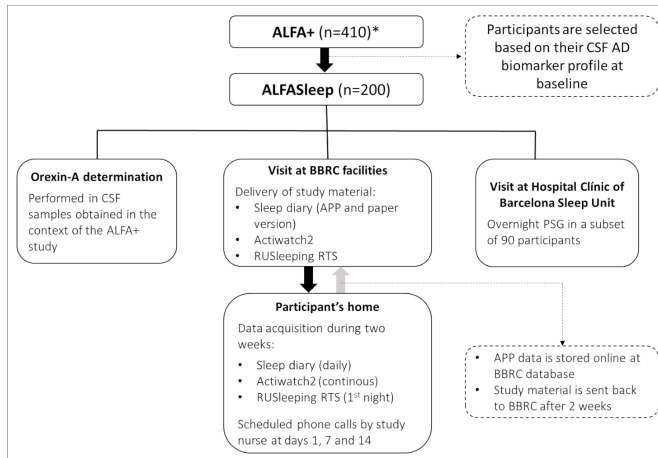 ALFA+ (n=410)*
Participants are selected
based on their CSF AD
biomarker profile at
baseline
ALFASleep (n=200)
Orexin-A determination
Performed in CSF
samples obtained in the
context of the ALFA+
study
Visit at BBRC facilities
Delivery of study material:
• Sleep diary (APP and paper
version)
• Actiwatch2
• RUSleeping RTS
Visit at Hospital Clínic of
Barcelona Sleep Unit
Overnight PSG in a subset
of 90 participants
Participant's home
Data acquisition during two
weeks:
• Sleep diary (daily)
• Actiwatch2 (continous)
• RUSleeping RTS (1st night)
Scheduled phone calls by study
nurse at days 1, 7 and 14
• APP data is stored online at
BBRC database
• Study material is sent back
to BBRC after 2 weeks